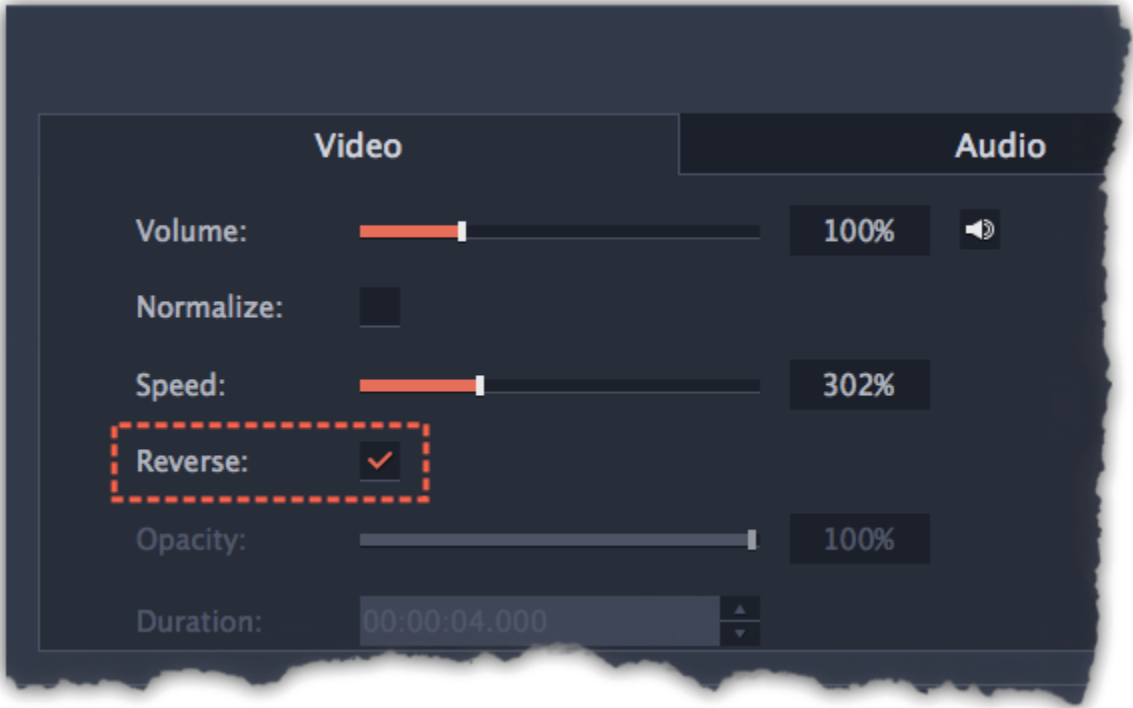 Video Audio
Volume: 100%
Normalize:
Speed: 302%
Reverse:
Opacity: 100%
Duration: 00:00:04.000